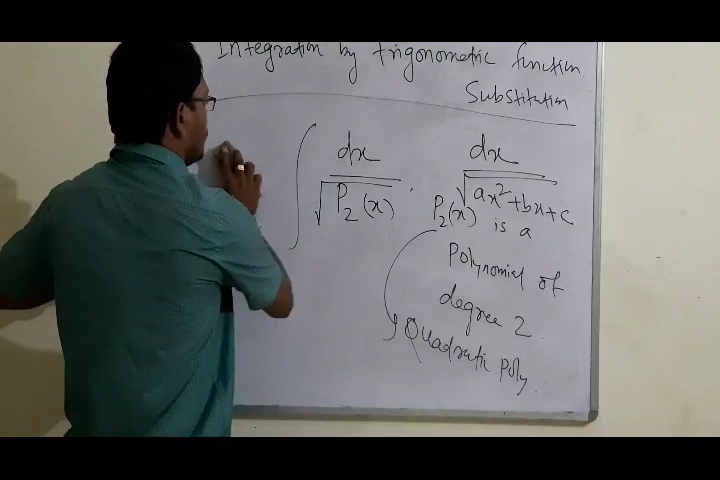 Integration by trigonometric function
Substitution
∫ dx / √P₂(x) . dx / √ax²+bx+c
P₂(x) is a
Polynomial of
degree 2
Quadratic Poly.